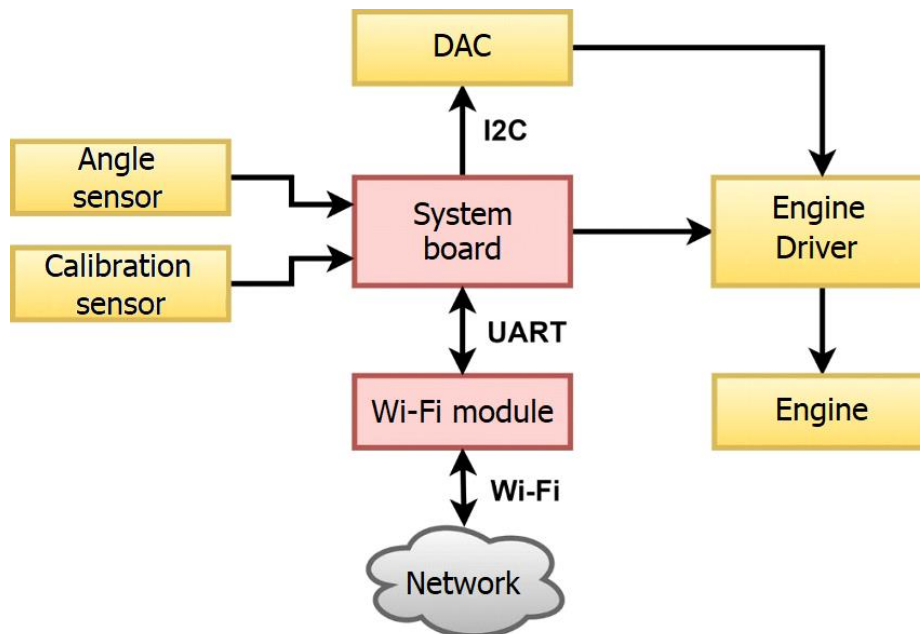 DAC
I2C
Angle
sensor
System
board
Engine
Driver
Calibration
sensor
UART
Wi-Fi module
Engine
Wi-Fi
Network